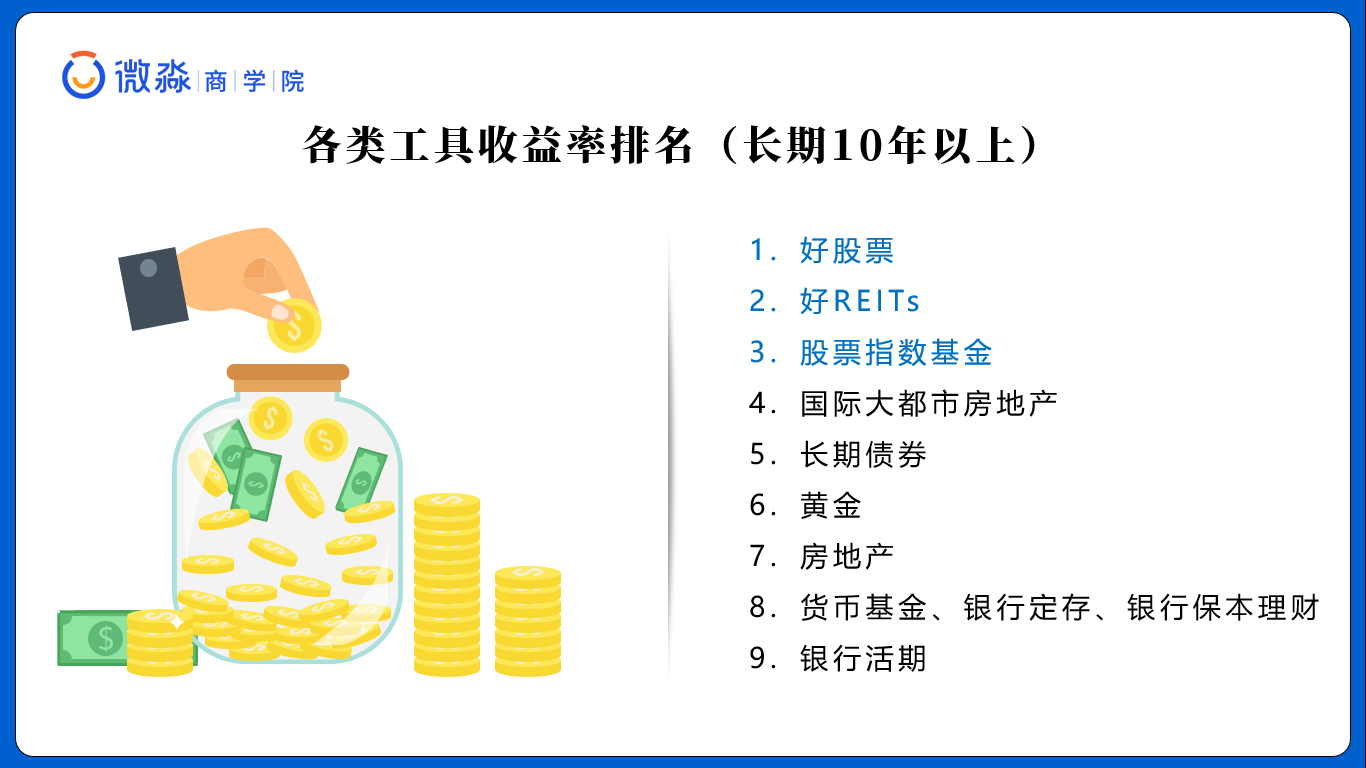 微淼 商 学 院
各类工具收益率排名（长期10年以上）
1. 好股票
2. 好REITs
3. 股票指数基金
4. 国际大都市房地产
5. 长期债券
6. 黄金
7. 房地产
8. 货币基金、银行定存、银行保本理财
9. 银行活期